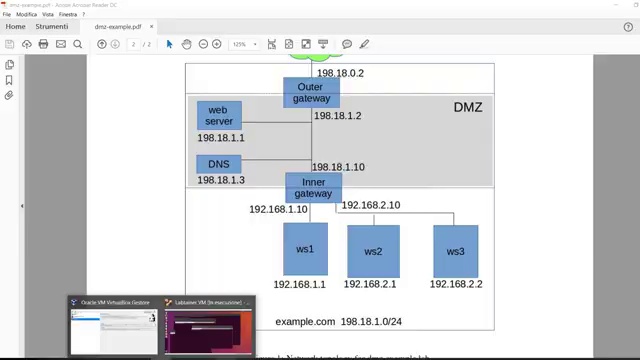 dmz-example.pdf - Adobe Acrobat Reader DC
File Modifica Vista Finestra ?
Home Strumenti dmz-example.pdf ×
2 / 2 125%
198.18.0.2
Outer
gateway
DMZ
web
server
198.18.1.2
198.18.1.1
DNS
198.18.1.10
198.18.1.3
Inner
gateway
192.168.1.10
192.168.2.10
ws1
ws2
ws3
192.168.1.1
192.168.2.1
192.168.2.2
Oracle VM VirtualBox Gestore
Labtainer VM [In esecuzione]
example.com 198.18.1.0/24